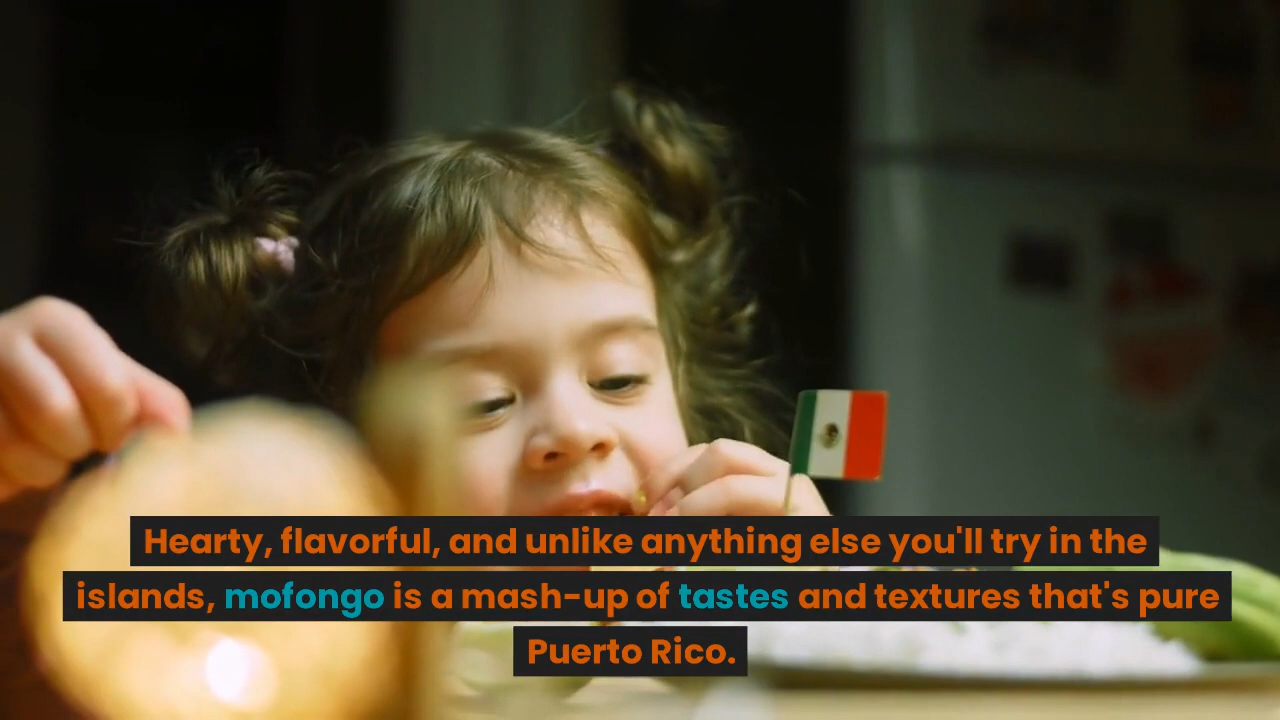 Hearty, flavorful, and unlike anything else you'll try in the
islands, mofongo is a mash-up of tastes and textures that's pure
Puerto Rico.